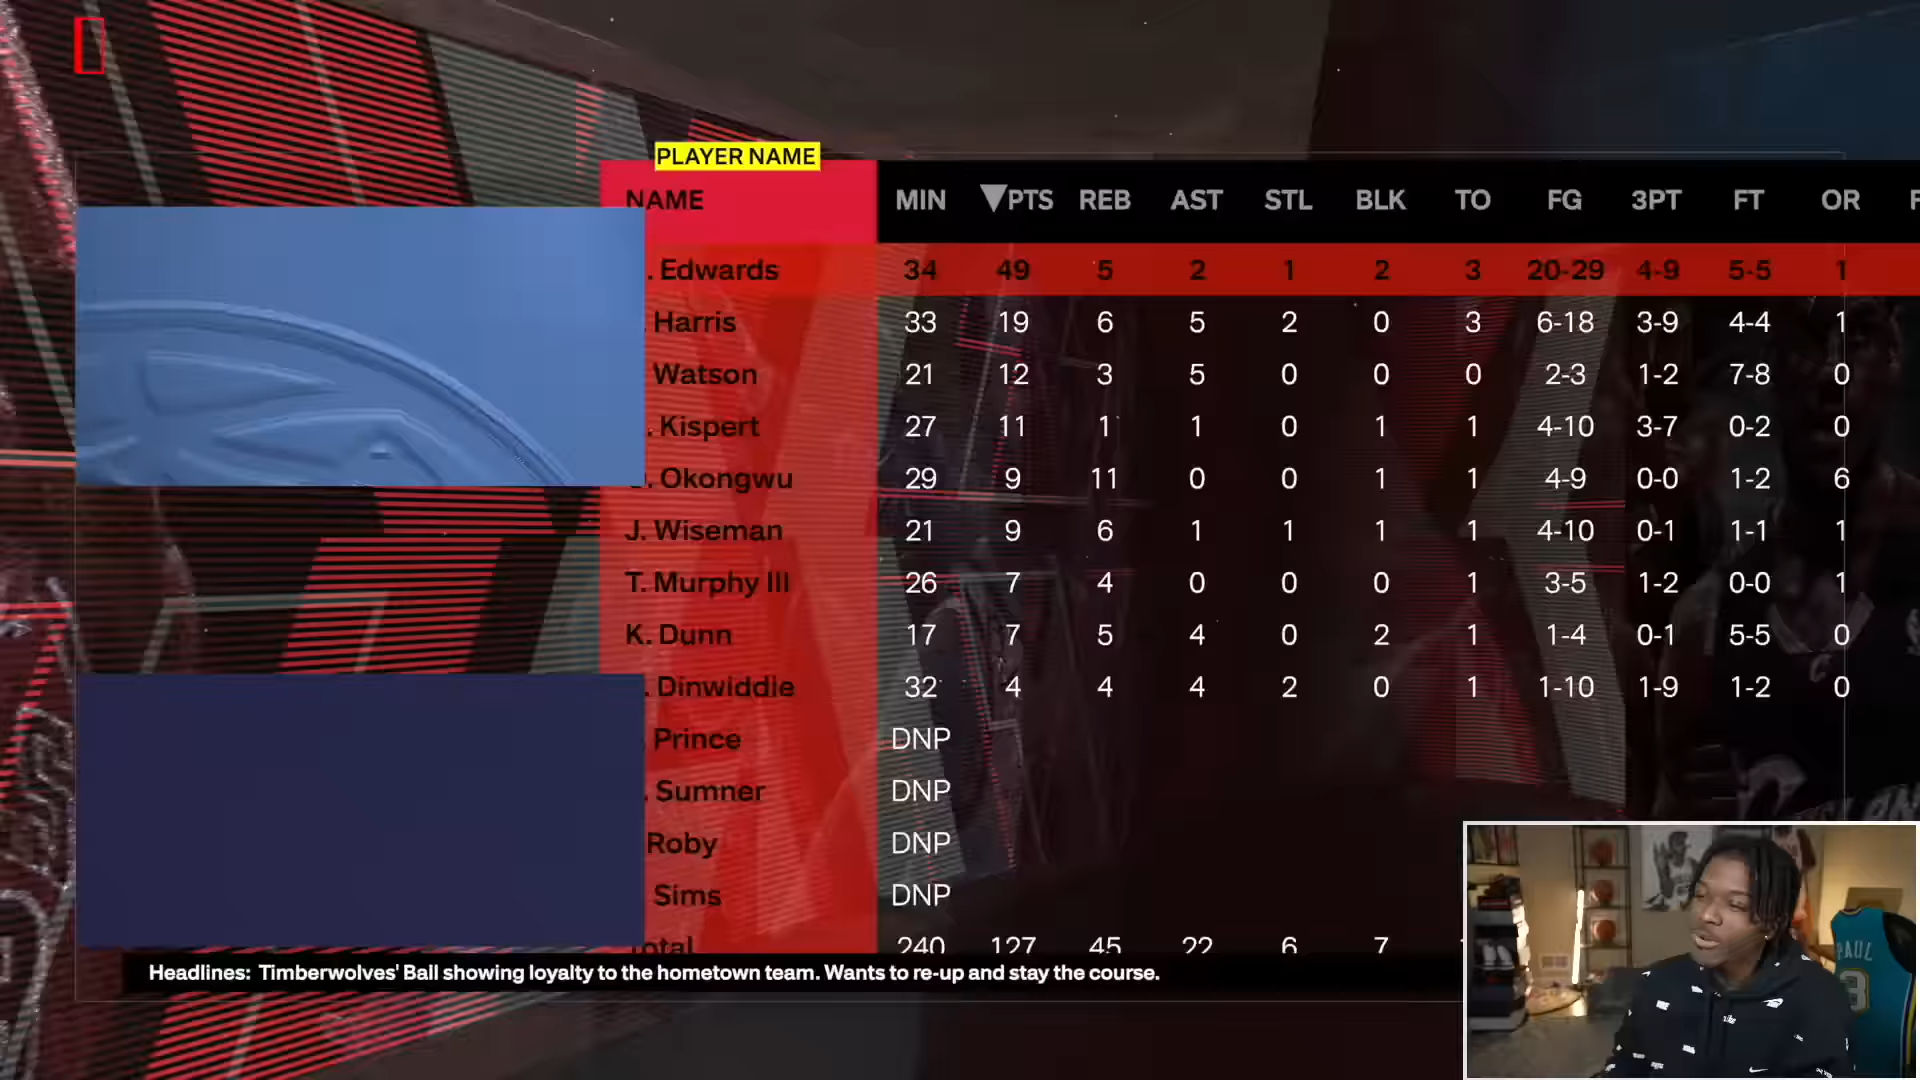 PLAYER NAME
NAME MIN PTS REB AST STL BLK TO FG 3PT FT OR
. Edwards 34 49 5 2 1 2 3 20-29 4-9 5-5 1
Harris 33 19 6 5 2 0 3 6-18 3-9 4-4 1
Watson 21 12 3 5 0 0 0 2-3 1-2 7-8 0
. Kispert 27 11 1 1 0 1 1 4-10 3-7 0-2 0
. Okongwu 29 9 11 0 0 1 1 4-9 0-0 1-2 6
J. Wiseman 21 9 6 1 1 1 1 4-10 0-1 1-1 1
T. Murphy III 26 7 4 0 0 0 1 3-5 1-2 0-0 1
K. Dunn 17 7 5 4 0 2 1 1-4 0-1 5-5 0
. Dinwiddie 32 4 4 4 2 0 1 1-10 1-9 1-2 0
Prince DNP
. Sumner DNP
Roby DNP
Sims DNP
Total 240 127 45 22 6 7
Headlines: Timberwolves' Ball showing loyalty to the hometown team. Wants to re-up and stay the course.
PAUL
3